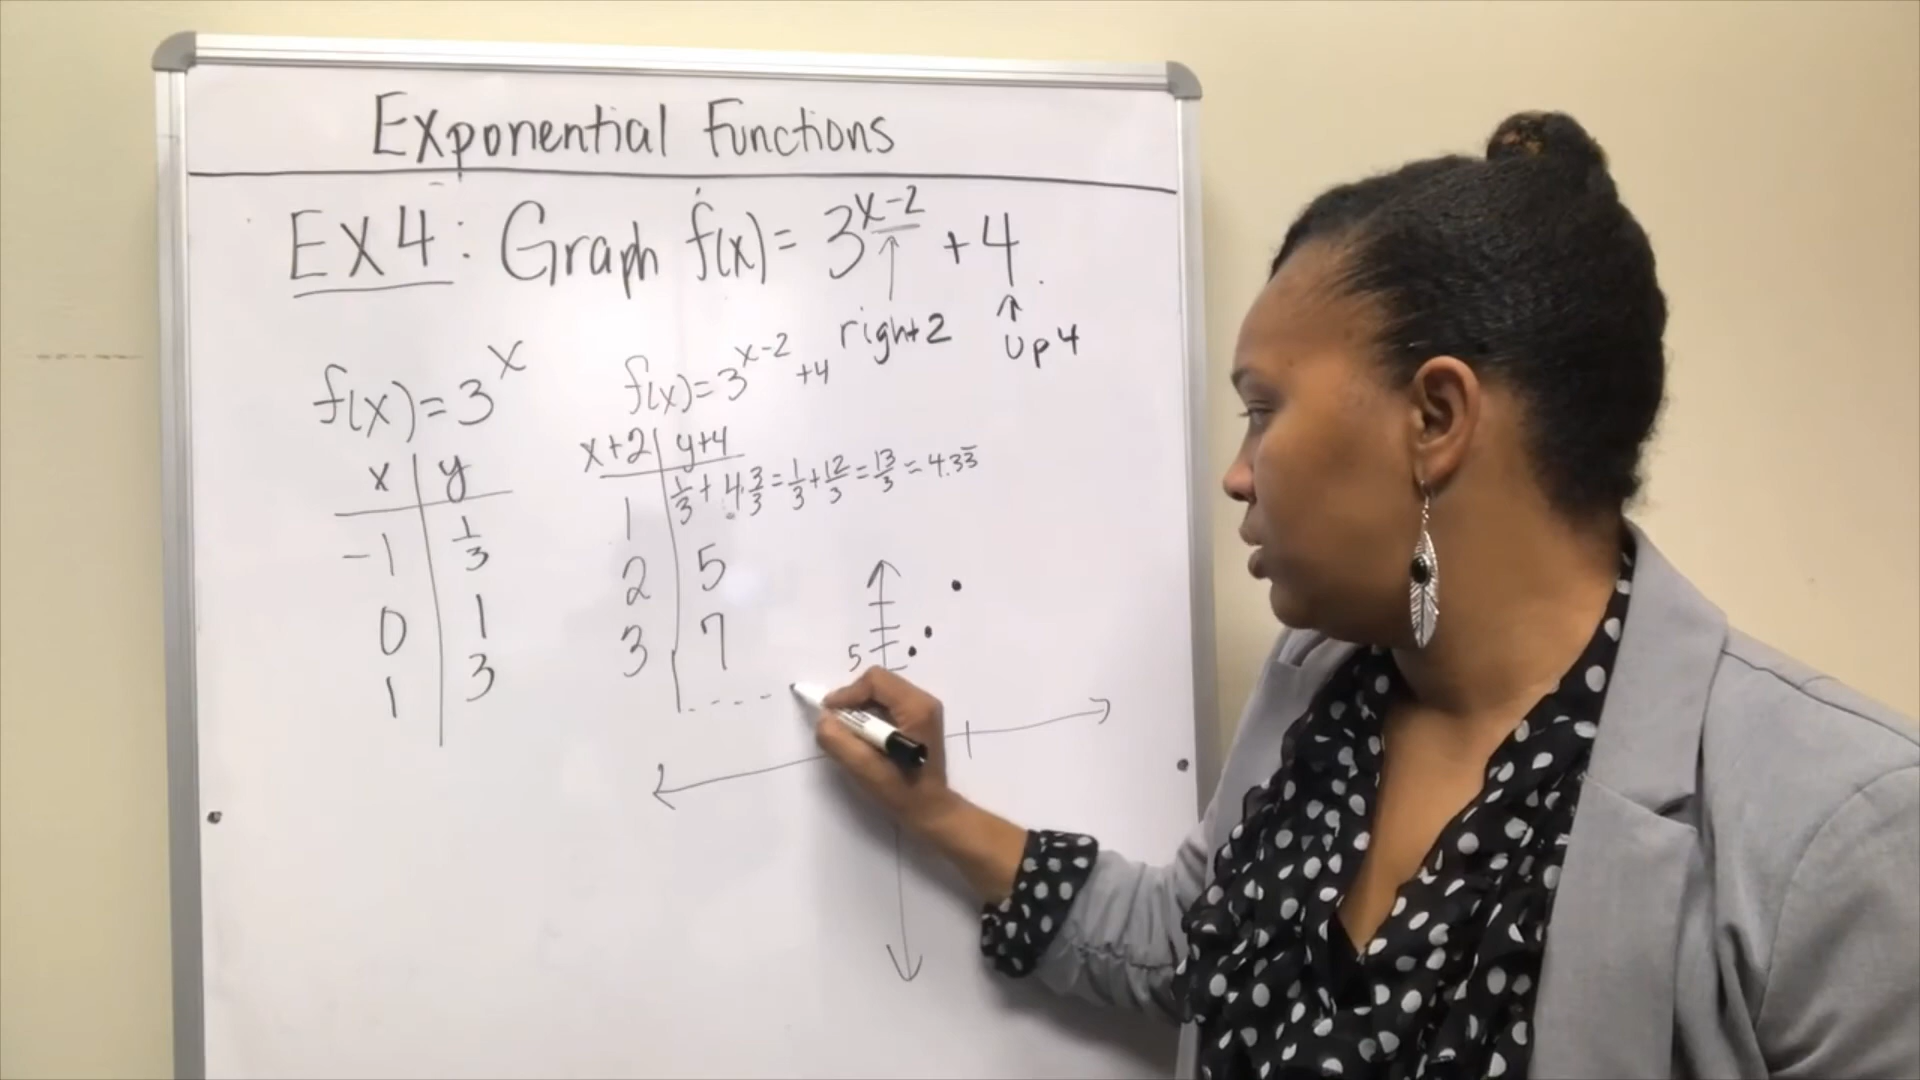 Exponential Functions
EX 4: Graph f(x) = 3^(x-2) + 4
right 2
Up 4
f(x) = 3^x
x | y
-1 | 1/3
0 | 1
1 | 3
f(x) = 3^(x-2) + 4
x+2 | y+4
1 | 1/3 + 4·3/3 = 1/3 + 12/3 = 13/3 = 4.33̅
2 | 5
3 | 7
5